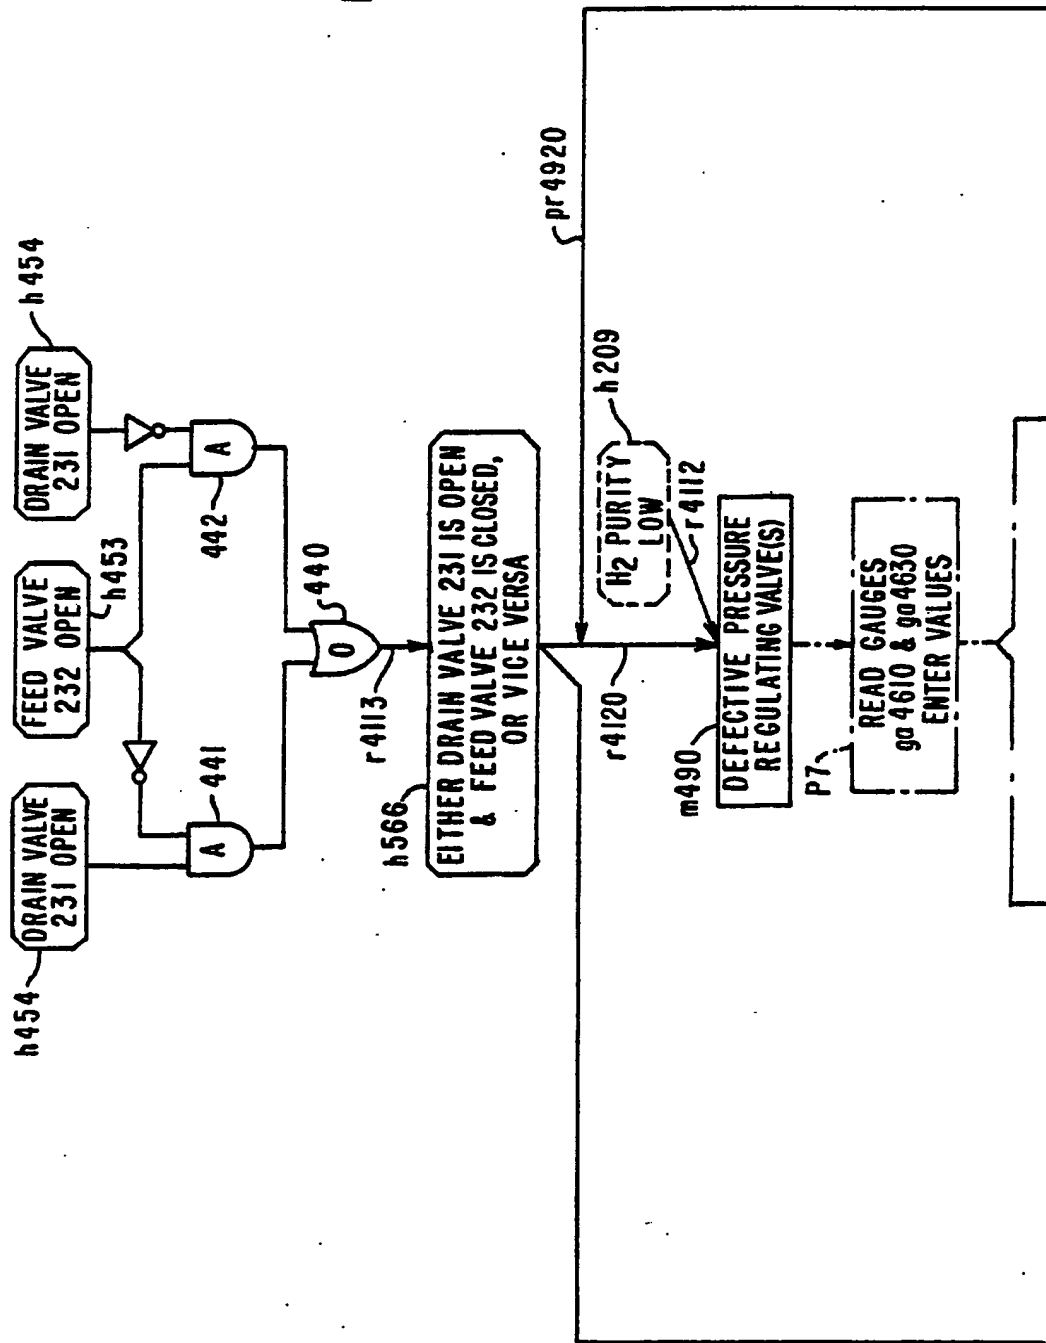 h454
DRAIN VALVE
231 OPEN
FEED VALVE
232 OPEN
h453
DRAIN VALVE
231 OPEN
h454
A
441
A
442
O
440
r4113
h566
EITHER DRAIN VALVE 231 IS OPEN
& FEED VALVE 232 IS CLOSED,
OR VICE VERSA
pr4920
r4120
H2 PURITY
LOW
h209
r4112
m490
DEFECTIVE PRESSURE
REGULATING VALVE(S)
P7
READ GAUGES
ga4610 & ga4630
ENTER VALUES